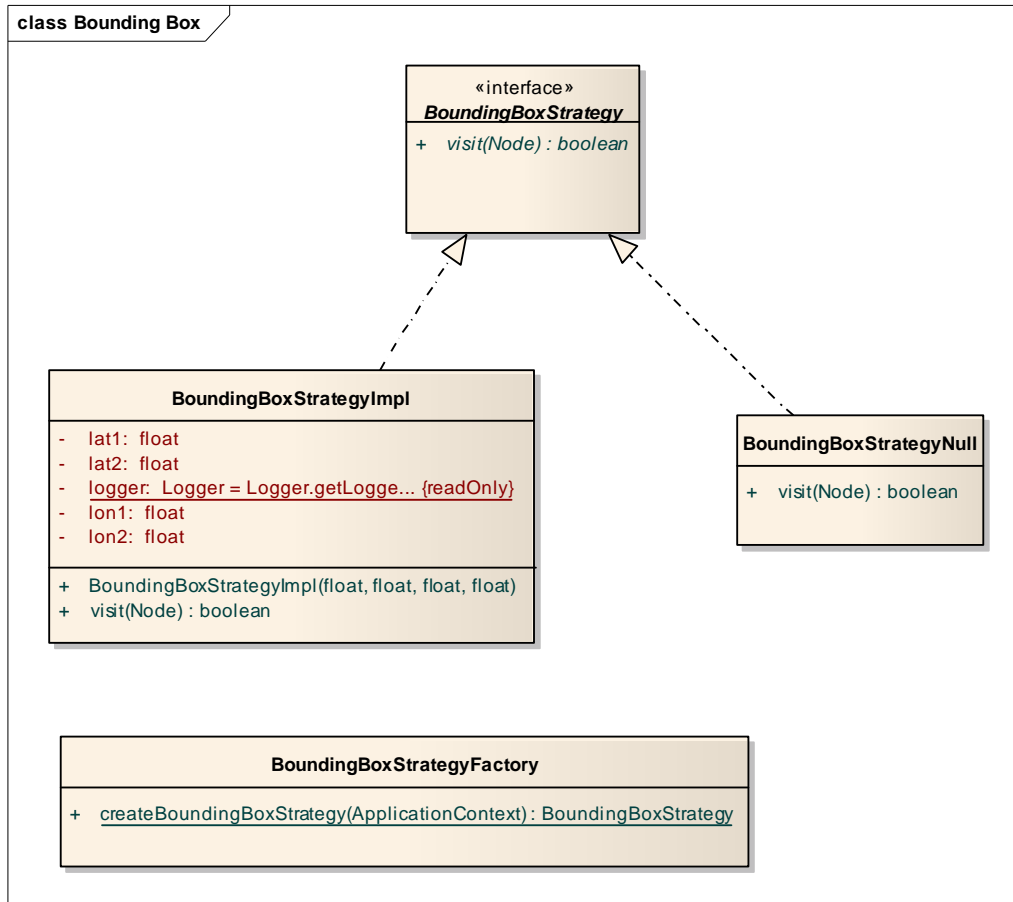 class Bounding Box
«interface»
BoundingBoxStrategy
+ visit(Node) : boolean
BoundingBoxStrategyImpl
- lat1: float
- lat2: float
- logger: Logger = Logger.getLogge... {readOnly}
- lon1: float
- lon2: float
+ BoundingBoxStrategyImpl(float, float, float, float)
+ visit(Node) : boolean
BoundingBoxStrategyNull
+ visit(Node) : boolean
BoundingBoxStrategyFactory
+ createBoundingBoxStrategy(ApplicationContext) : BoundingBoxStrategy